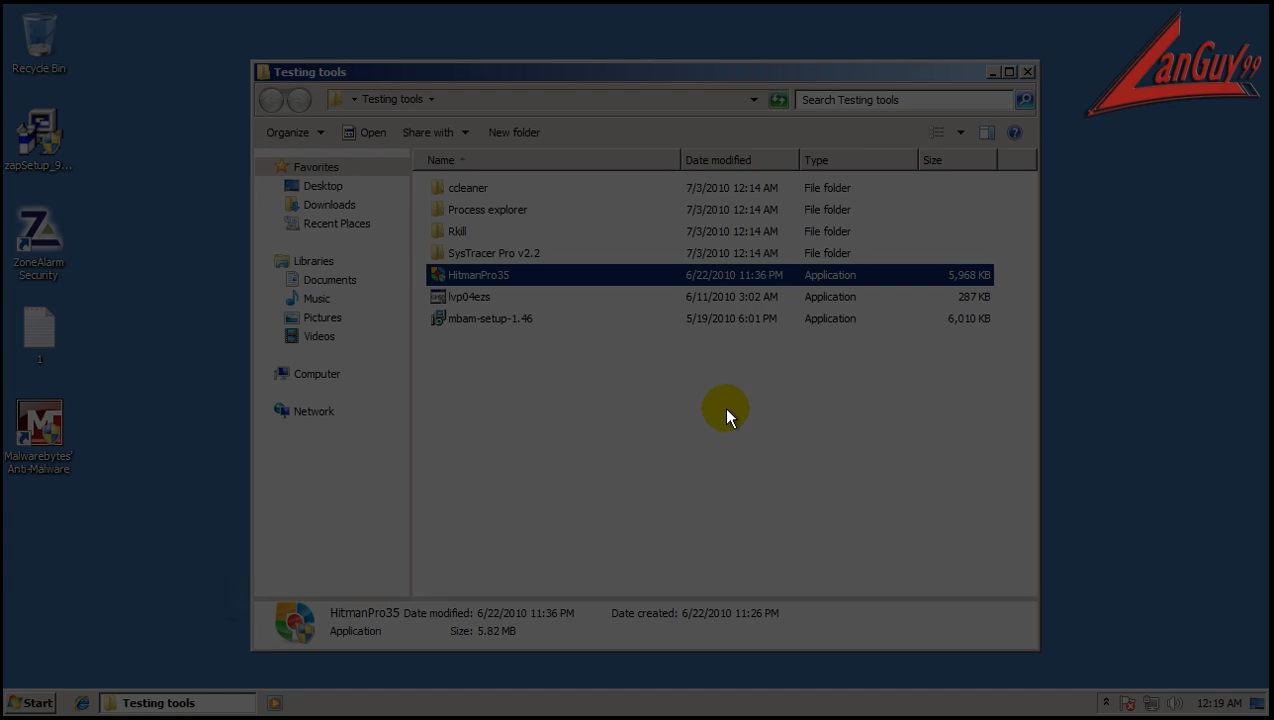 Recycle Bin
zapSetup_9...
ZoneAlarm
Security
1
Malwarebytes'
Anti-Malware
LanGuy99
Testing tools
Testing tools
Search Testing tools
Organize
Open
Share with
New folder
Favorites
Desktop
Downloads
Recent Places
Libraries
Documents
Music
Pictures
Videos
Computer
Network
Name Date modified Type Size
ccleaner 7/3/2010 12:14 AM File folder
Process explorer 7/3/2010 12:14 AM File folder
Rkill 7/3/2010 12:14 AM File folder
SysTracer Pro v2.2 7/3/2010 12:14 AM File folder
HitmanPro35 6/22/2010 11:36 PM Application 5,968 KB
lvp04ezs 6/11/2010 3:02 AM Application 287 KB
mbam-setup-1.46 5/19/2010 6:01 PM Application 6,010 KB
HitmanPro35 Date modified: 6/22/2010 11:36 PM Date created: 6/22/2010 11:26 PM
Application Size: 5.82 MB
Start
Testing tools
12:19 AM